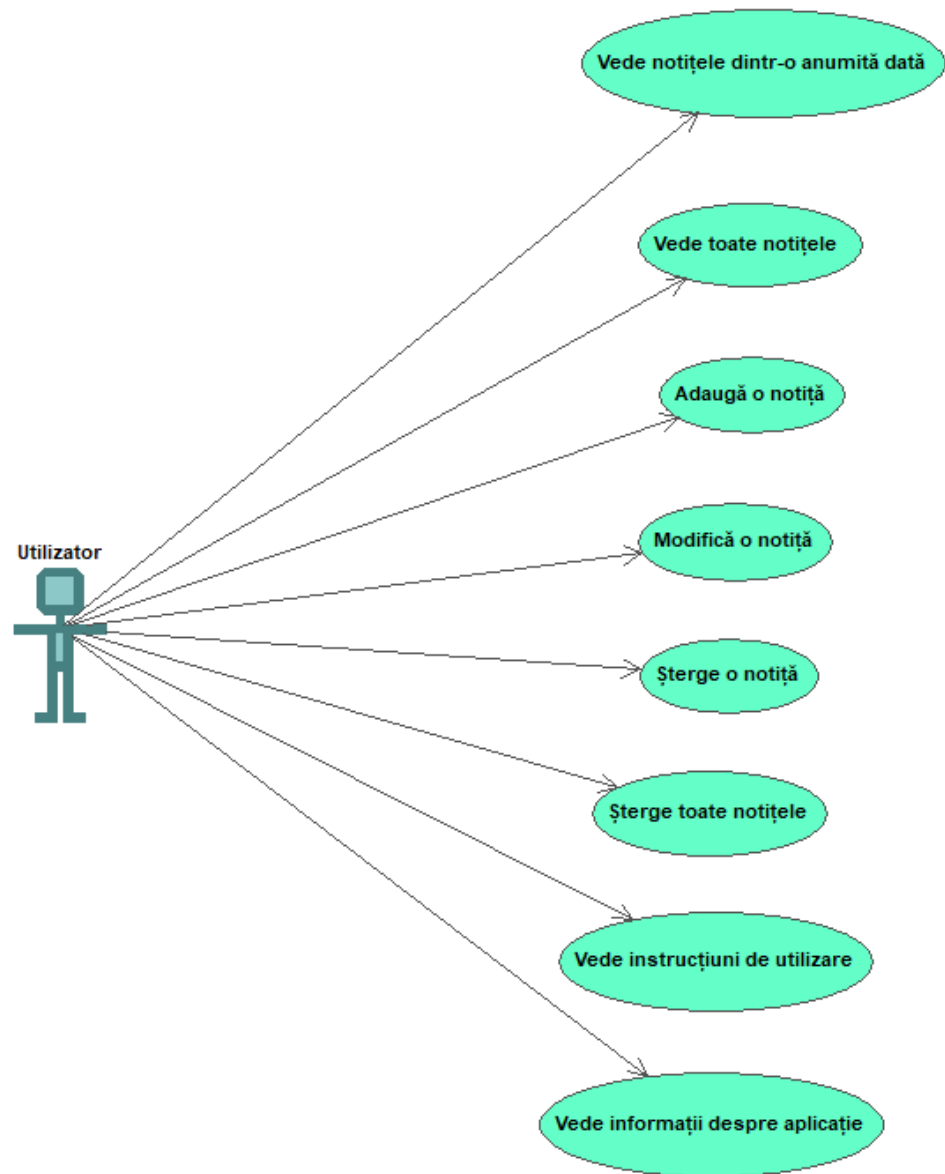 Vede notițele dintr-o anumită dată
Vede toate notițele
Adaugă o notiță
Modifică o notiță
Utilizator
Șterge o notiță
Șterge toate notițele
Vede instrucțiuni de utilizare
Vede informații despre aplicație